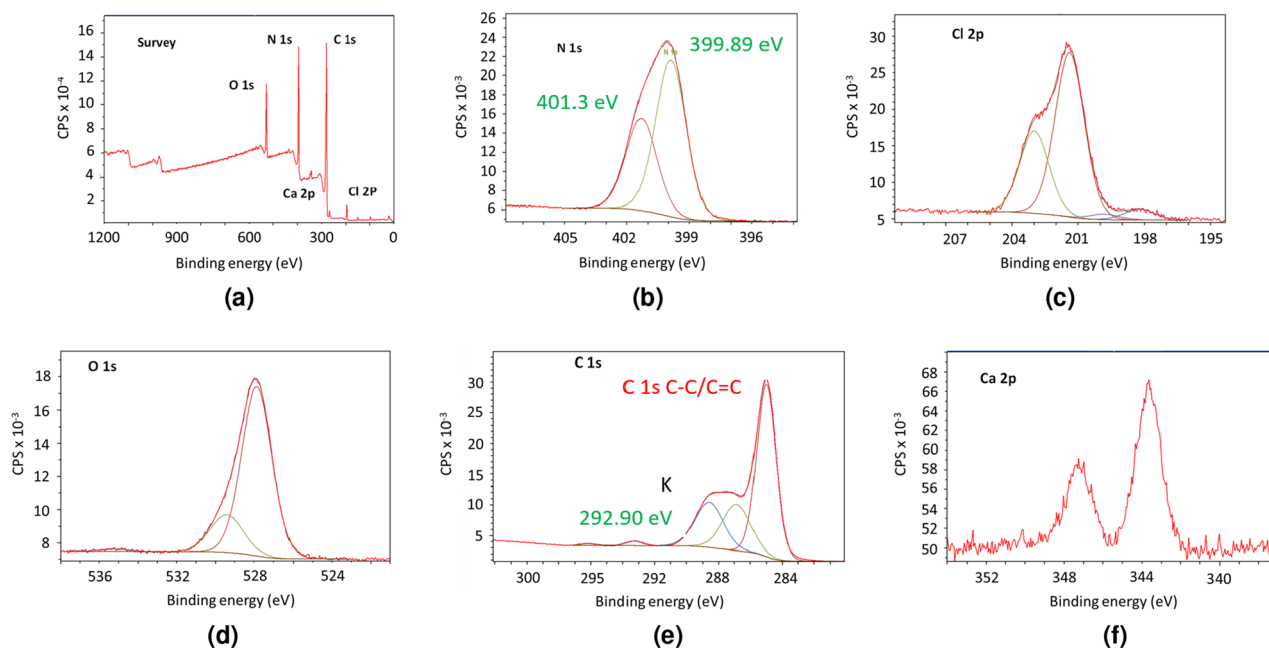 Survey
N 1s
C 1s
O 1s
Ca 2p
Cl 2P
CPS x 10⁻⁴
16
14
12
10
8
6
4
2
1200
900
600
300
0
Binding energy (eV)
(a)
N 1s
N 1s
399.89 eV
401.3 eV
CPS x 10⁻³
26
24
22
20
18
16
14
12
10
8
6
405
402
399
396
Binding energy (eV)
(b)
Cl 2p
CPS x 10⁻³
30
25
20
15
10
5
207
204
201
198
195
Binding energy (eV)
(c)
O 1s
CPS x 10⁻³
18
16
14
12
10
8
536
532
528
524
Binding energy (eV)
(d)
C 1s
C 1s C-C/C=C
K
292.90 eV
CPS x 10⁻³
30
25
20
15
10
5
300
295
292
288
284
Binding energy (eV)
(e)
Ca 2p
CPS x 10⁻³
68
66
64
62
60
58
56
54
52
50
352
348
344
340
Binding energy (eV)
(f)